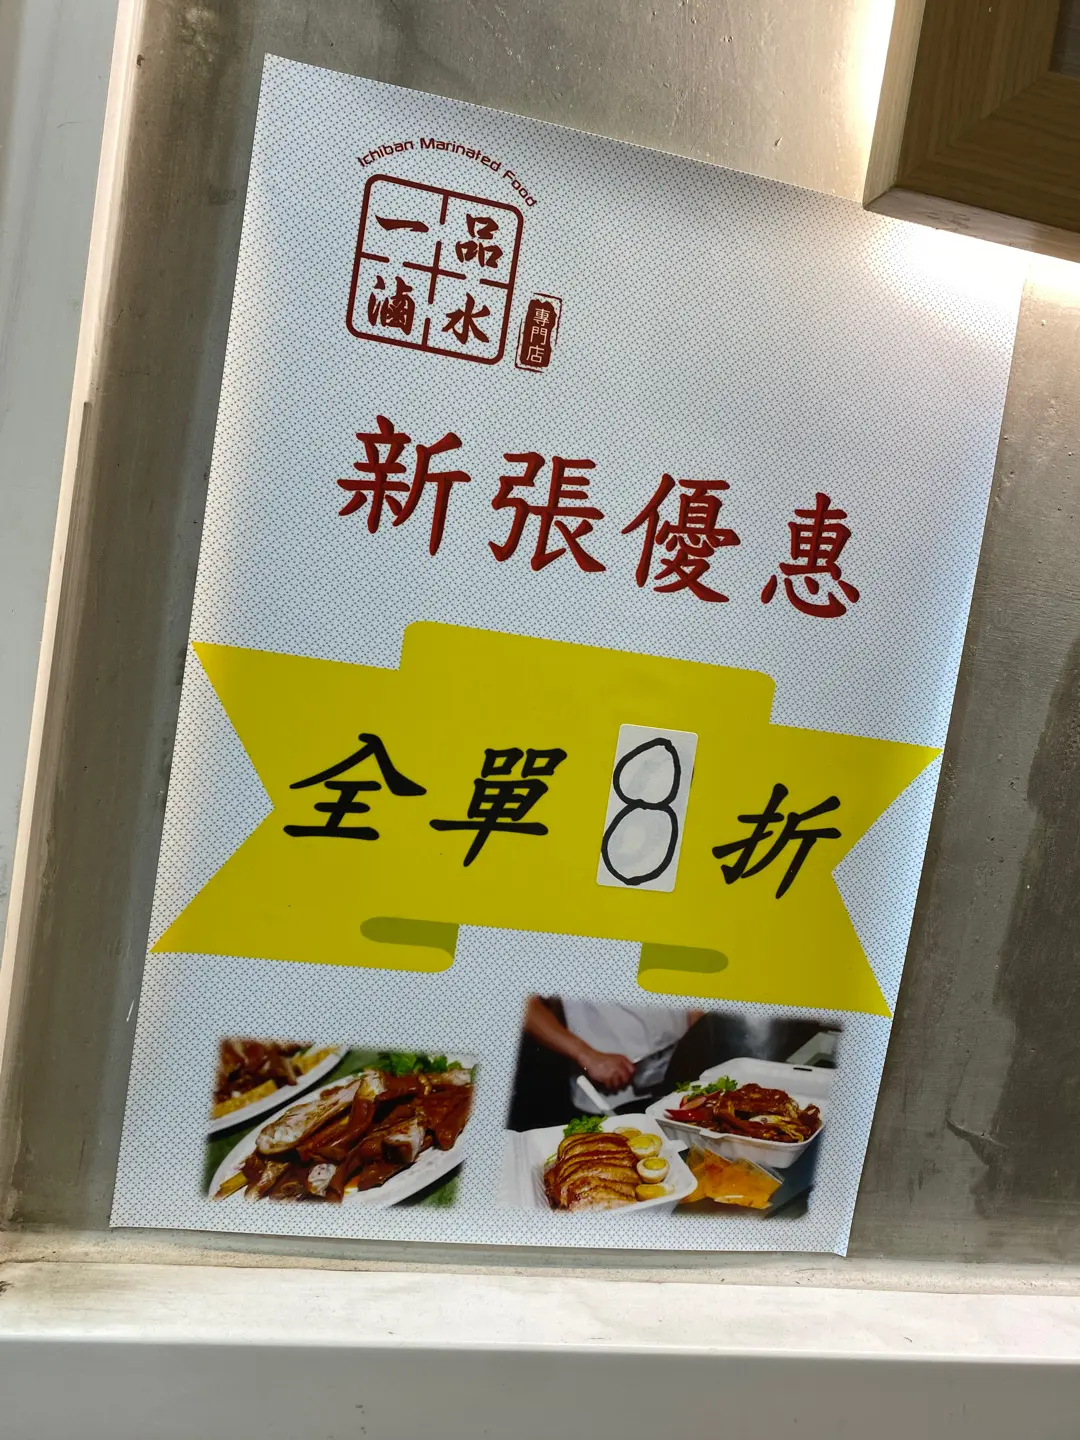 Ichiban Marinated Food
一品
滷水
專門店
新張優惠
全單8折